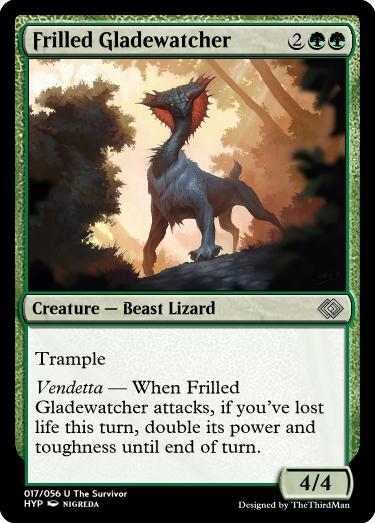 Frilled Gladewatcher 2
Creature — Beast Lizard
Trample
Vendetta — When Frilled
Gladewatcher attacks, if you've lost
life this turn, double its power and
toughness until end of turn.
4/4
017/056 U The Survivor
HYP NIGREDA
Designed by TheThirdMan